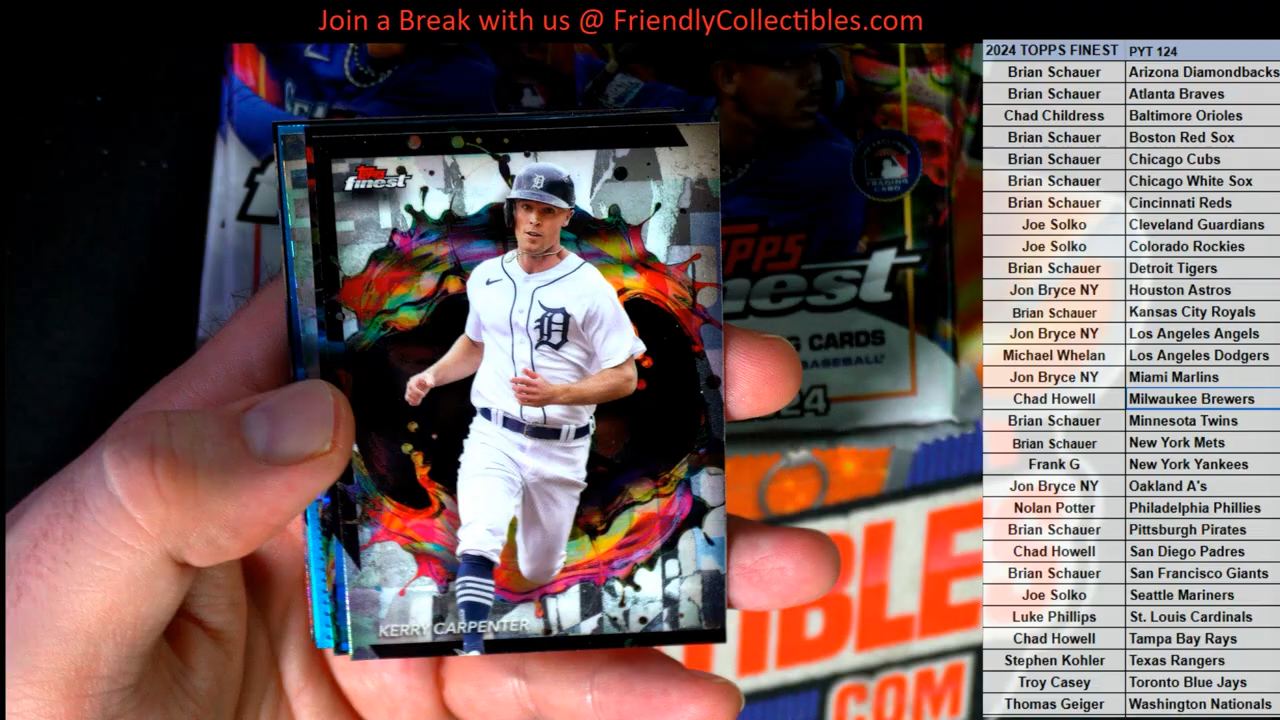 Join a Break with us @ FriendlyCollectibles.com
2024 TOPPS FINEST PYT 124
Brian Schauer Arizona Diamondbacks
Brian Schauer Atlanta Braves
Chad Childress Baltimore Orioles
Brian Schauer Boston Red Sox
Brian Schauer Chicago Cubs
Brian Schauer Chicago White Sox
Brian Schauer Cincinnati Reds
Joe Solko Cleveland Guardians
Joe Solko Colorado Rockies
Brian Schauer Detroit Tigers
Jon Bryce NY Houston Astros
Brian Schauer Kansas City Royals
Jon Bryce NY Los Angeles Angels
Michael Whelan Los Angeles Dodgers
Jon Bryce NY Miami Marlins
Chad Howell Milwaukee Brewers
Brian Schauer Minnesota Twins
Brian Schauer New York Mets
Frank G New York Yankees
Jon Bryce NY Oakland A's
Nolan Potter Philadelphia Phillies
Brian Schauer Pittsburgh Pirates
Chad Howell San Diego Padres
Brian Schauer San Francisco Giants
Joe Solko Seattle Mariners
Luke Phillips St. Louis Cardinals
Chad Howell Tampa Bay Rays
Stephen Kohler Texas Rangers
Troy Casey Toronto Blue Jays
Thomas Geiger Washington Nationals
Topps
finest
D
D
KERRY CARPENTER
TOPPS
nest
G CARDS
BASEBALL
24
TIBLE
.COM